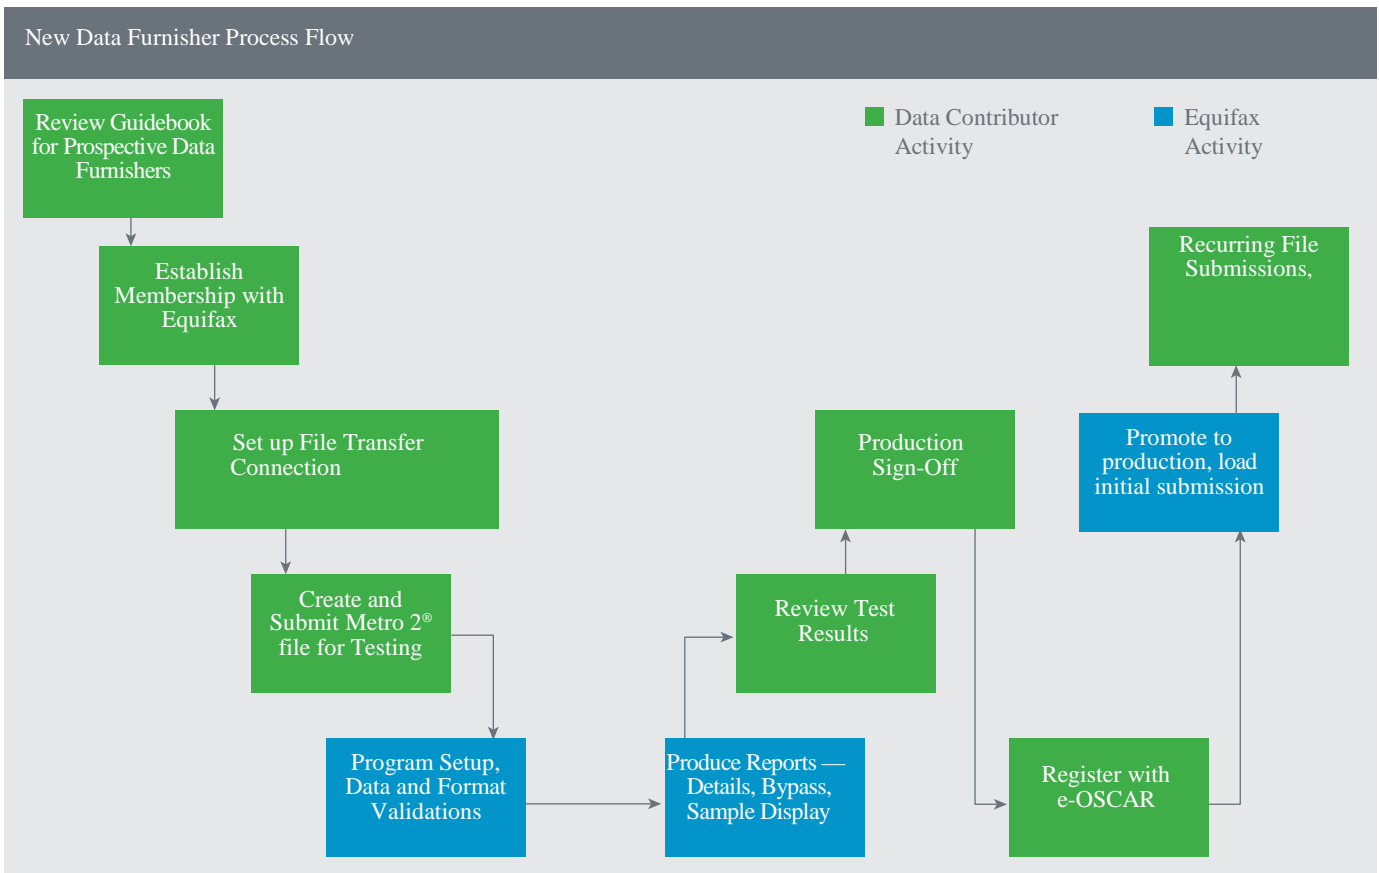 New Data Furnisher Process Flow
Review Guidebook
for Prospective Data
Furnishers
Data Contributor
Activity
Equifax
Activity
Establish
Membership with
Equifax
Set up File Transfer
Connection
Create and
Submit Metro 2®
file for Testing
Program Setup,
Data and Format
Validations
Produce Reports —
Details, Bypass,
Sample Display
Review Test
Results
Production
Sign-Off
Register with
e-OSCAR
Promote to
production, load
initial submission
Recurring File
Submissions,